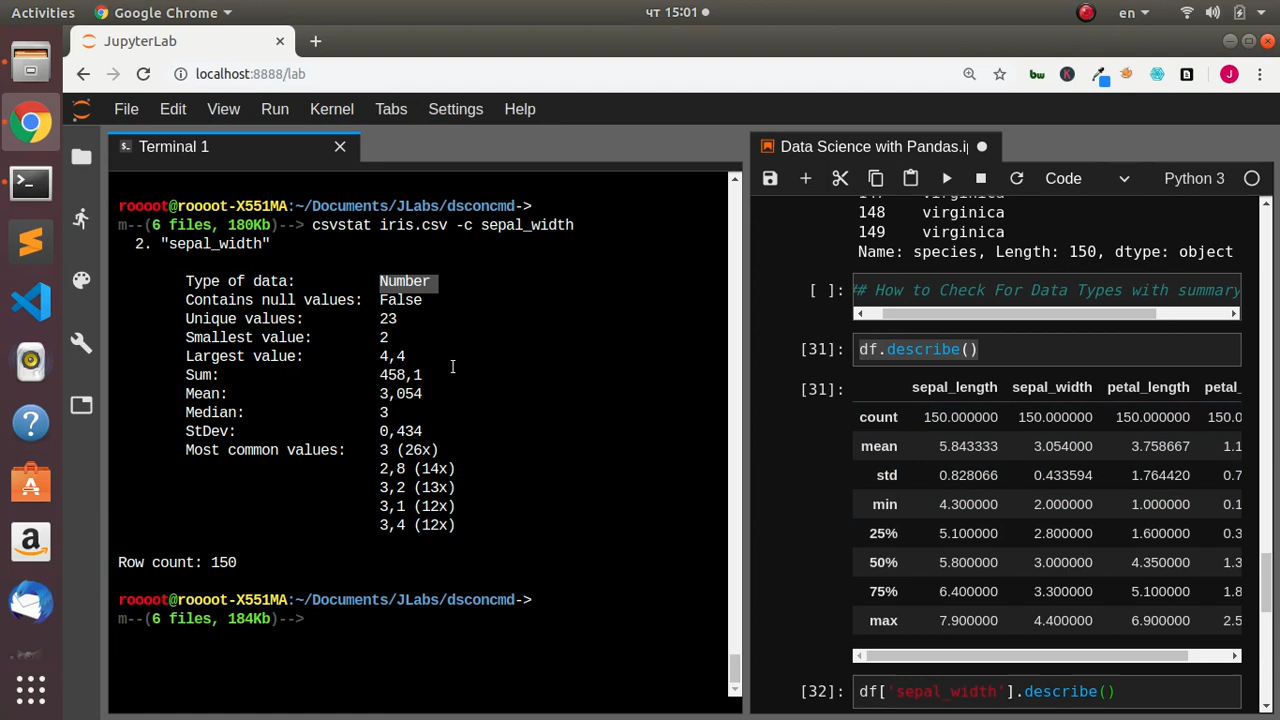 Activities
Google Chrome
чт 15:01
en
JupyterLab
localhost:8888/lab
bw
K
J
File Edit View Run Kernel Tabs Settings Help
Terminal 1
roooot@roooot-X551MA:~/Documents/JLabs/dsconcmd->
m--(6 files, 180Kb)--> csvstat iris.csv -c sepal_width
2. "sepal_width"
Type of data: Number
Contains null values: False
Unique values: 23
Smallest value: 2
Largest value: 4,4
Sum: 458,1
Mean: 3,054
Median: 3
StDev: 0,434
Most common values: 3 (26x)
2,8 (14x)
3,2 (13x)
3,1 (12x)
3,4 (12x)
Row count: 150
roooot@roooot-X551MA:~/Documents/JLabs/dsconcmd->
m--(6 files, 184Kb)-->
Data Science with Pandas.i
Code
Python 3
148 virginica
149 virginica
Name: species, Length: 150, dtype: object
[ ]: ## How to Check For Data Types with summary
[31]: df.describe()
[31]: sepal_length sepal_width petal_length petal_
count 150.000000 150.000000 150.000000 150.0
mean 5.843333 3.054000 3.758667 1.1
std 0.828066 0.433594 1.764420 0.7
min 4.300000 2.000000 1.000000 0.1
25% 5.100000 2.800000 1.600000 0.3
50% 5.800000 3.000000 4.350000 1.3
75% 6.400000 3.300000 5.100000 1.8
max 7.900000 4.400000 6.900000 2.5
[32]: df['sepal_width'].describe()